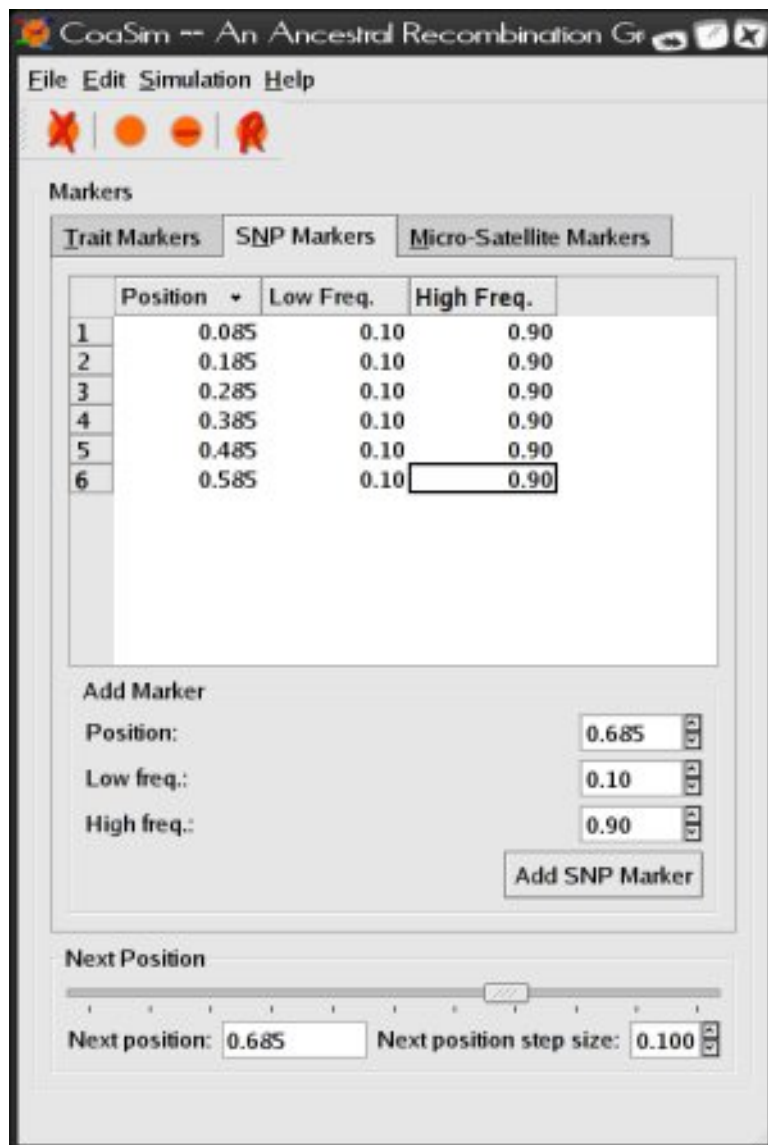 CoaSim -- An Ancestral Recombination Gr
File Edit Simulation Help
Markers
Trait Markers SNP Markers Micro-Satellite Markers
Position Low Freq. High Freq.
1 0.085 0.10 0.90
2 0.185 0.10 0.90
3 0.285 0.10 0.90
4 0.385 0.10 0.90
5 0.485 0.10 0.90
6 0.585 0.10 0.90
Add Marker
Position: 0.685
Low freq.: 0.10
High freq.: 0.90
Add SNP Marker
Next Position
Next position: 0.685 Next position step size: 0.100